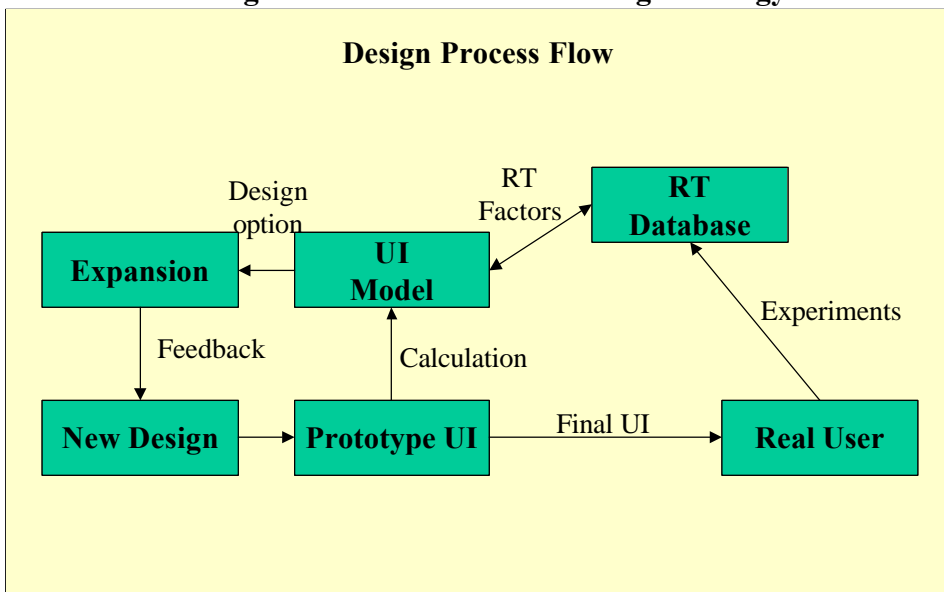 Design Process Flow
RT
Factors
RT
Database
Design
option
Expansion
UI
Model
Experiments
Feedback
Calculation
New Design
Prototype UI
Final UI
Real User